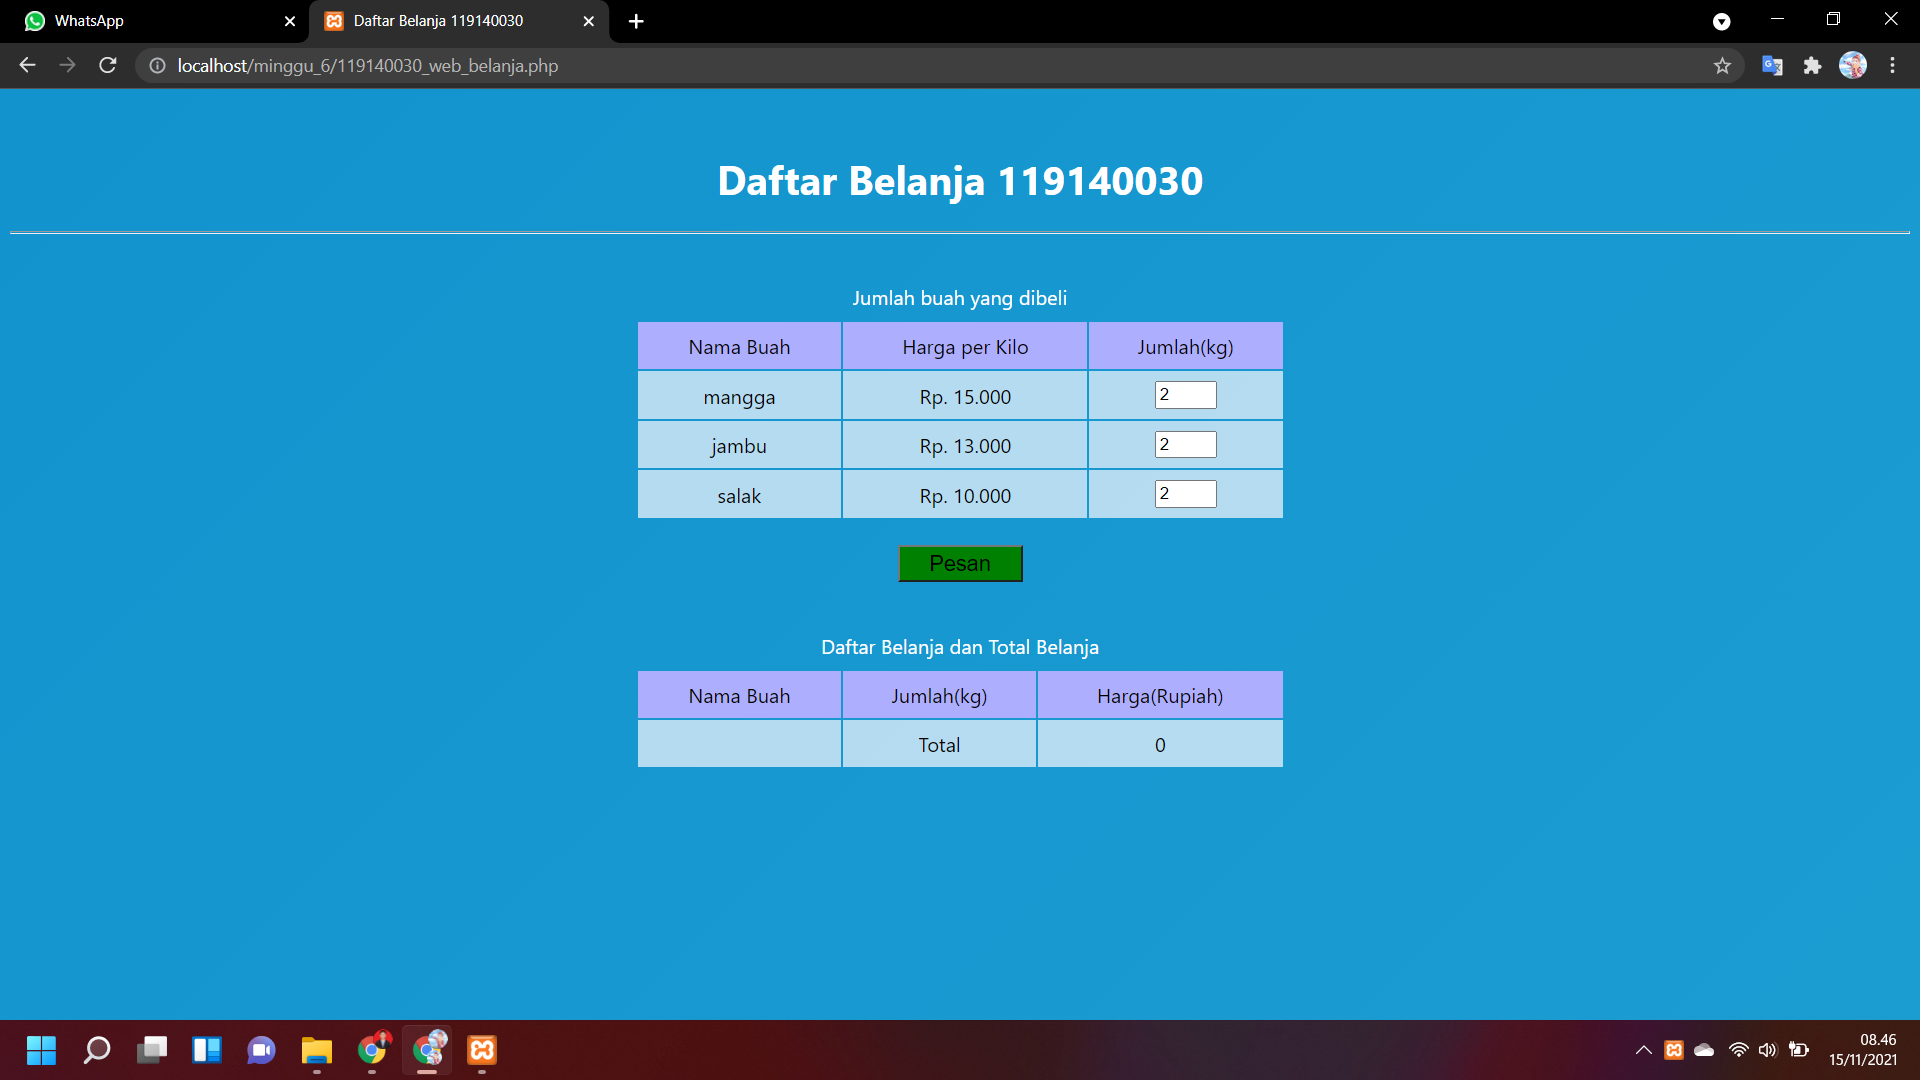 WhatsApp
Daftar Belanja 119140030
localhost/minggu_6/119140030_web_belanja.php
Daftar Belanja 119140030
Jumlah buah yang dibeli
Nama Buah Harga per Kilo Jumlah(kg)
mangga Rp. 15.000 2
jambu Rp. 13.000 2
salak Rp. 10.000 2
Pesan
Daftar Belanja dan Total Belanja
Nama Buah Jumlah(kg) Harga(Rupiah)
Total 0
08.46
15/11/2021